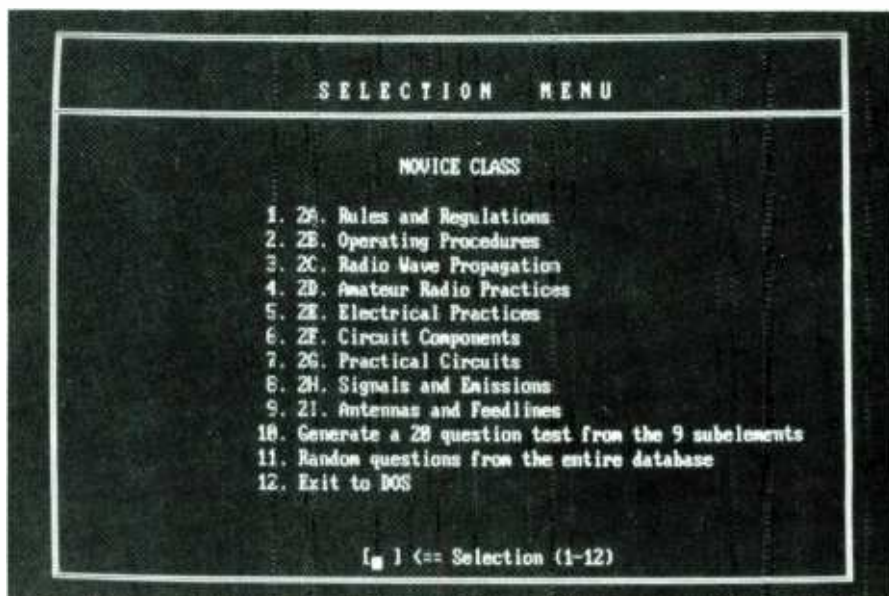 SELECTION MENU
NOVICE CLASS
1. 2A. Rules and Regulations
2. 2B. Operating Procedures
3. 2C. Radio Wave Propagation
4. 2D. Amateur Radio Practices
5. 2E. Electrical Practices
6. 2F. Circuit Components
7. 2G. Practical Circuits
8. 2H. Signals and Emissions
9. 2I. Antennas and Feedlines
10. Generate a 20 question test from the 9 subelements
11. Random questions from the entire database
12. Exit to DOS
[ ] <== Selection (1-12)